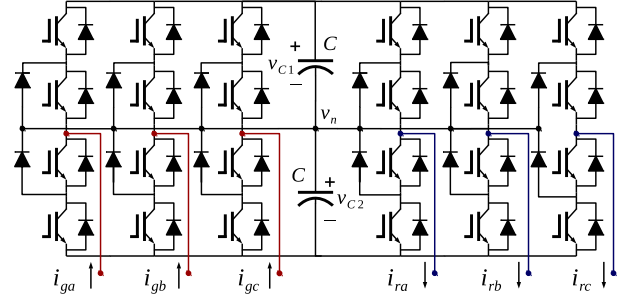 + C
v_{C1}
−
v_n
C +
v_{C2}
−
i_{ga} i_{gb} i_{gc} i_{ra} i_{rb} i_{rc}